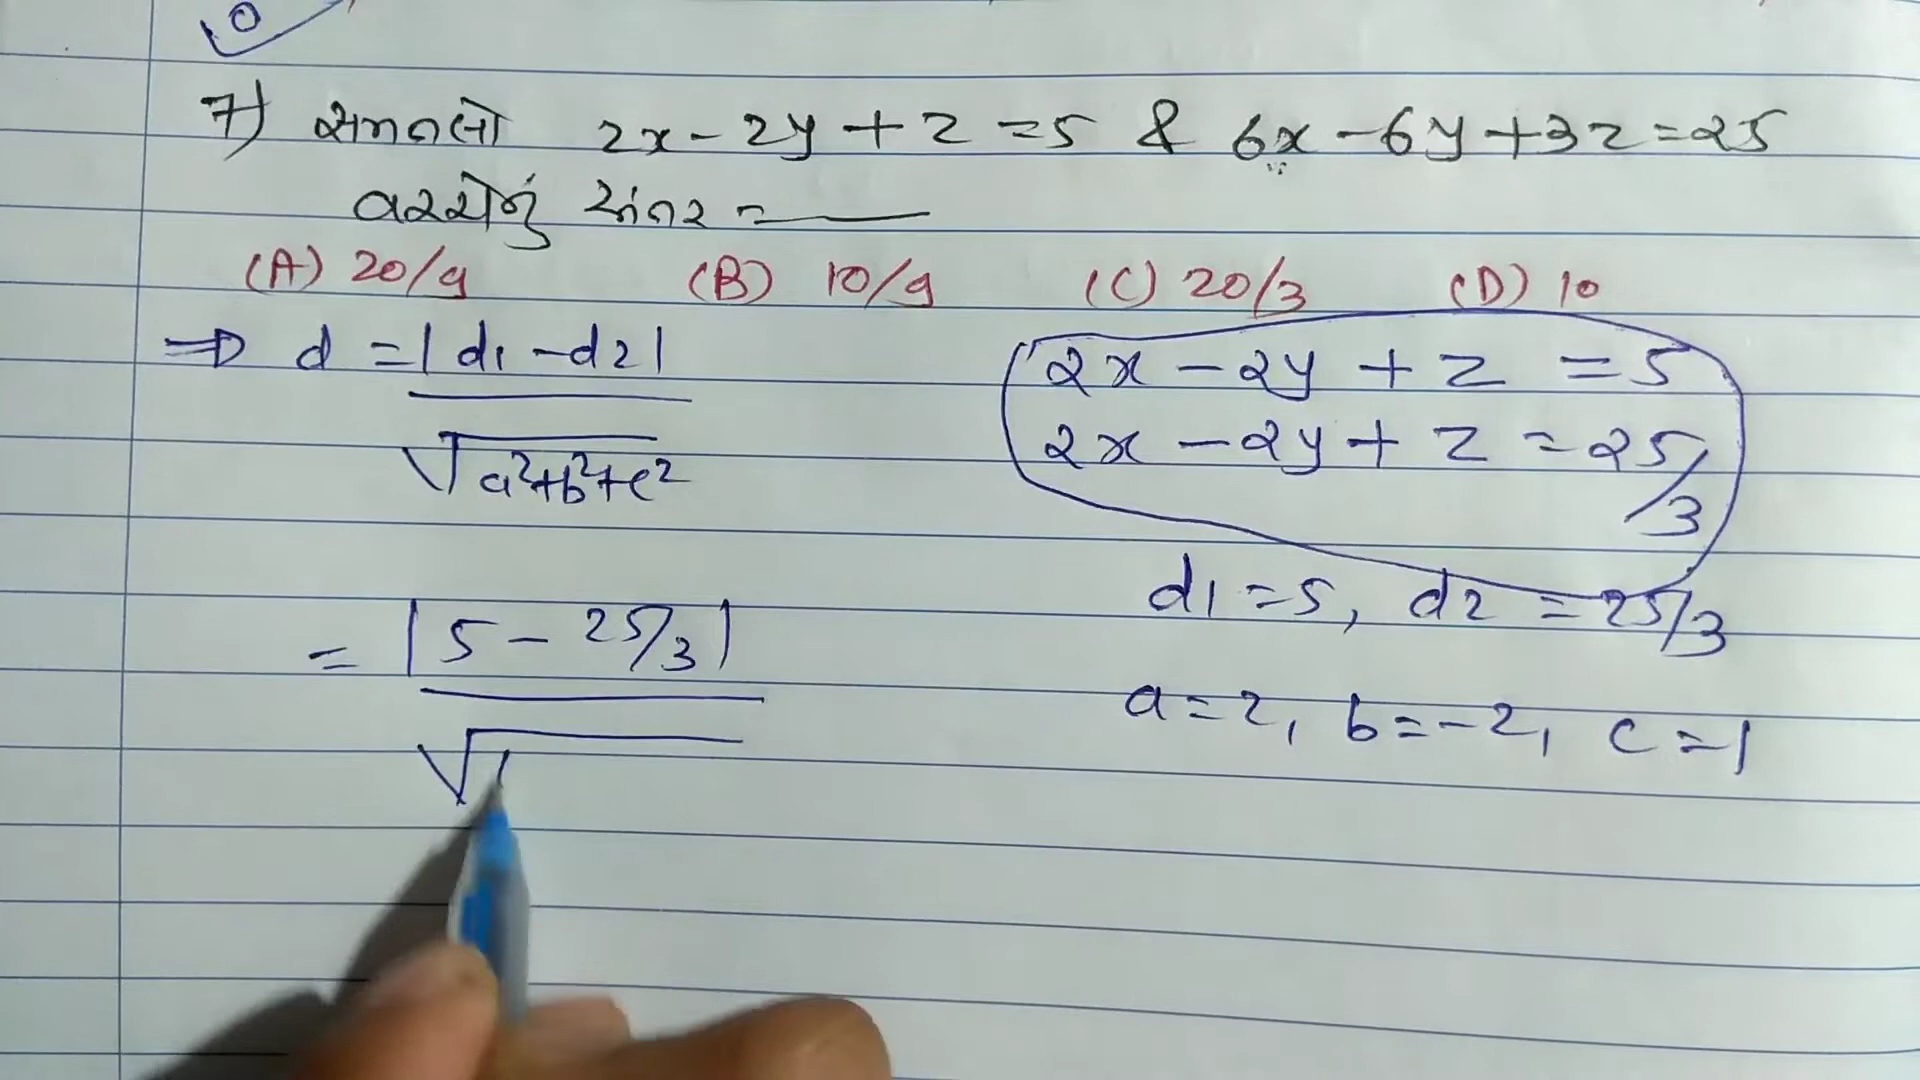 7) સમતલો 2x - 2y + z = 5 & 6x - 6y + 3z = 25
વચ્ચેનું અંતર = ____
(A) 20/9 (B) 10/9 (C) 20/3 (D) 10
⇒ d = |d1 - d2|
√a²+b²+c²
2x - 2y + z = 5
2x - 2y + z = 25/3
d1 = 5, d2 = 25/3
= |5 - 25/3|
√
a = 2, b = -2, c = 1